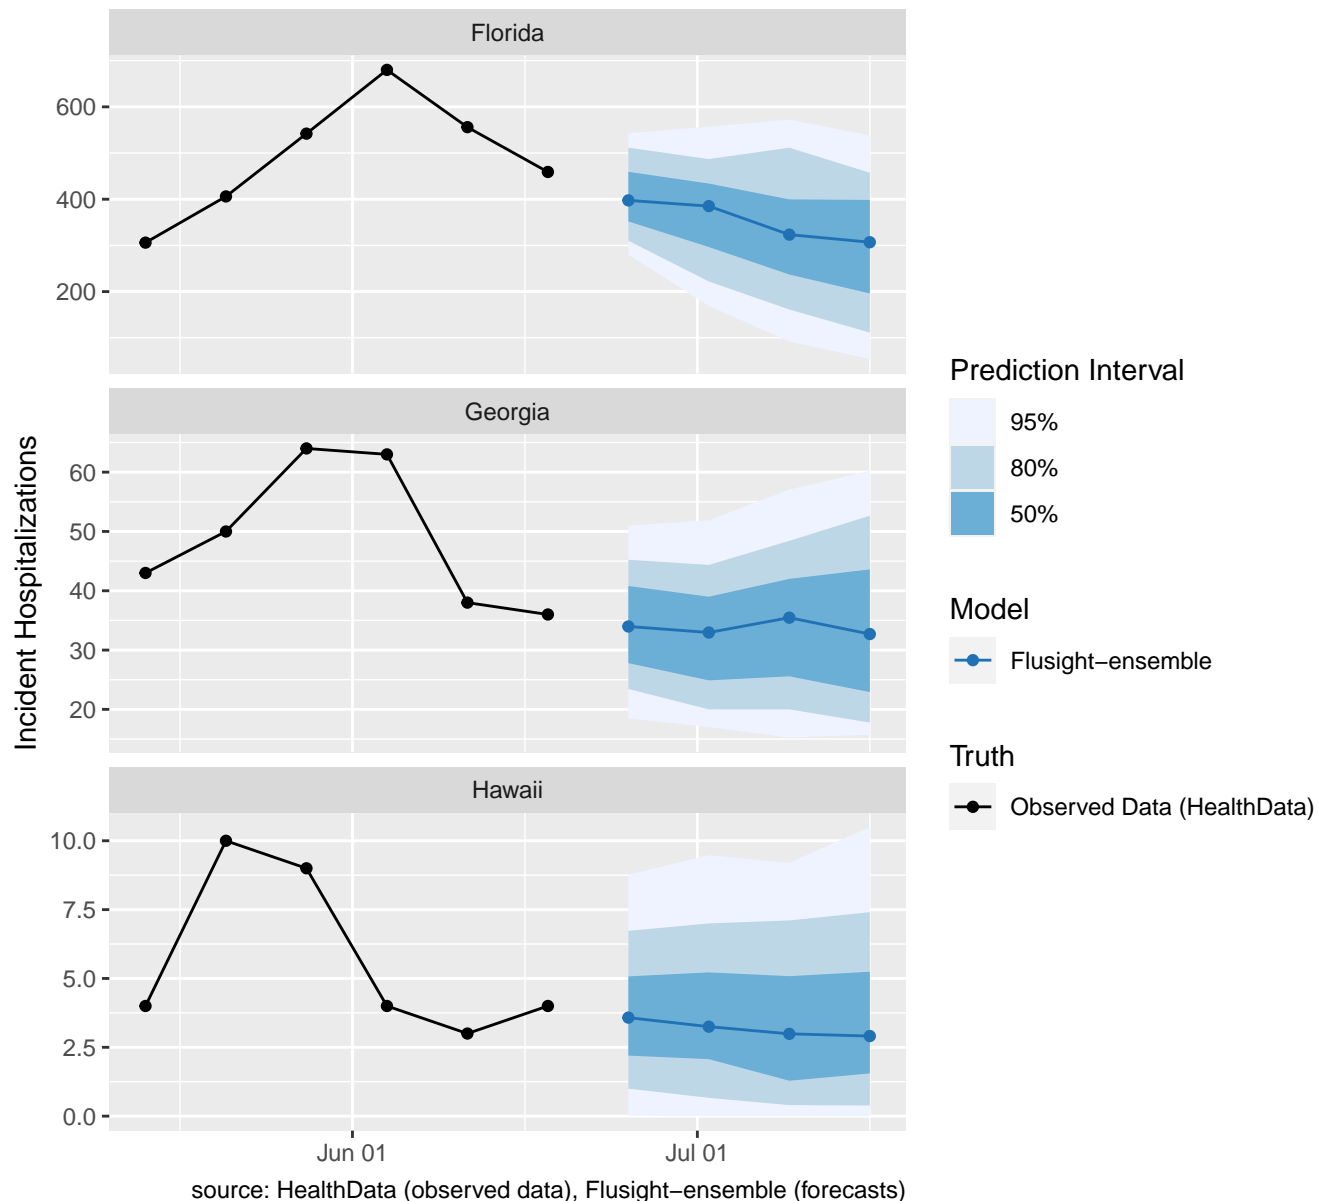 Florida
600
400
200
Georgia
60
50
40
30
20
Hawaii
10.0
7.5
5.0
2.5
0.0
Jun 01
Jul 01
Incident Hospitalizations
source: HealthData (observed data), Flusight−ensemble (forecasts)
Prediction Interval
95%
80%
50%
Model
Flusight−ensemble
Truth
Observed Data (HealthData)